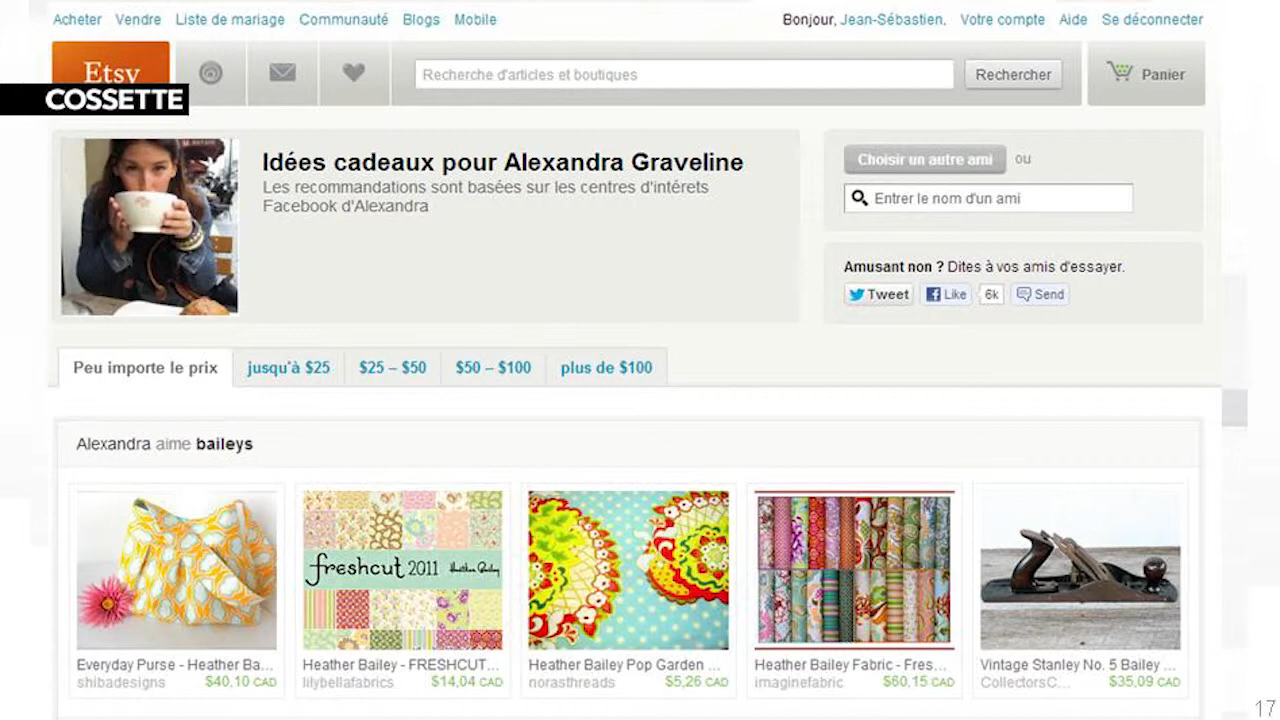 Acheter Vendre Liste de mariage Communauté Blogs Mobile
Bonjour, Jean-Sébastien. Votre compte Aide Se déconnecter
Etsy
COSSETTE
Recherche d'articles et boutiques
Rechercher
Panier
Idées cadeaux pour Alexandra Graveline
Les recommandations sont basées sur les centres d'intérets
Facebook d'Alexandra
Choisir un autre ami ou
Entrer le nom d'un ami
Amusant non ? Dites à vos amis d'essayer.
Tweet Like 6k Send
Peu importe le prix jusqu'à $25 $25 – $50 $50 – $100 plus de $100
Alexandra aime baileys
freshcut 2011 Heather Bailey
Everyday Purse - Heather Ba...
shibadesigns $40,10 CAD
Heather Bailey - FRESHCUT...
lilybellafabrics $14,04 CAD
Heather Bailey Pop Garden ...
norasthreads $5,26 CAD
Heather Bailey Fabric - Fres...
imaginefabric $60,15 CAD
Vintage Stanley No. 5 Bailey ...
CollectorsC... $35,09 CAD
17